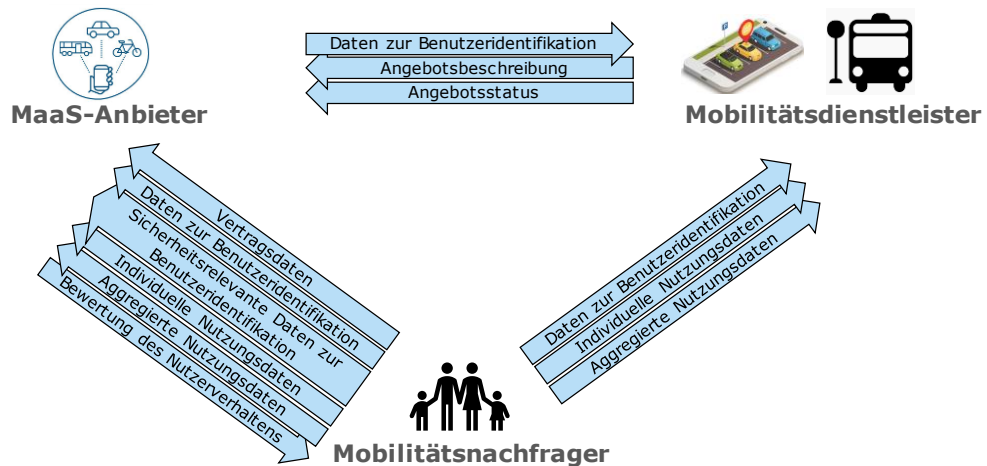 Daten zur Benutzeridentifikation
Angebotsbeschreibung
Angebotsstatus
MaaS-Anbieter
Mobilitätsdienstleister
Vertragsdaten
Daten zur Benutzeridentifikation
Sicherheitsrelevante Daten zur
Benutzeridentifikation
Individuelle Nutzungsdaten
Aggregierte Nutzungsdaten
Bewertung des Nutzerverhaltens
Daten zur Benutzeridentifikation
Individuelle Nutzungsdaten
Aggregierte Nutzungsdaten
Mobilitätsnachfrager